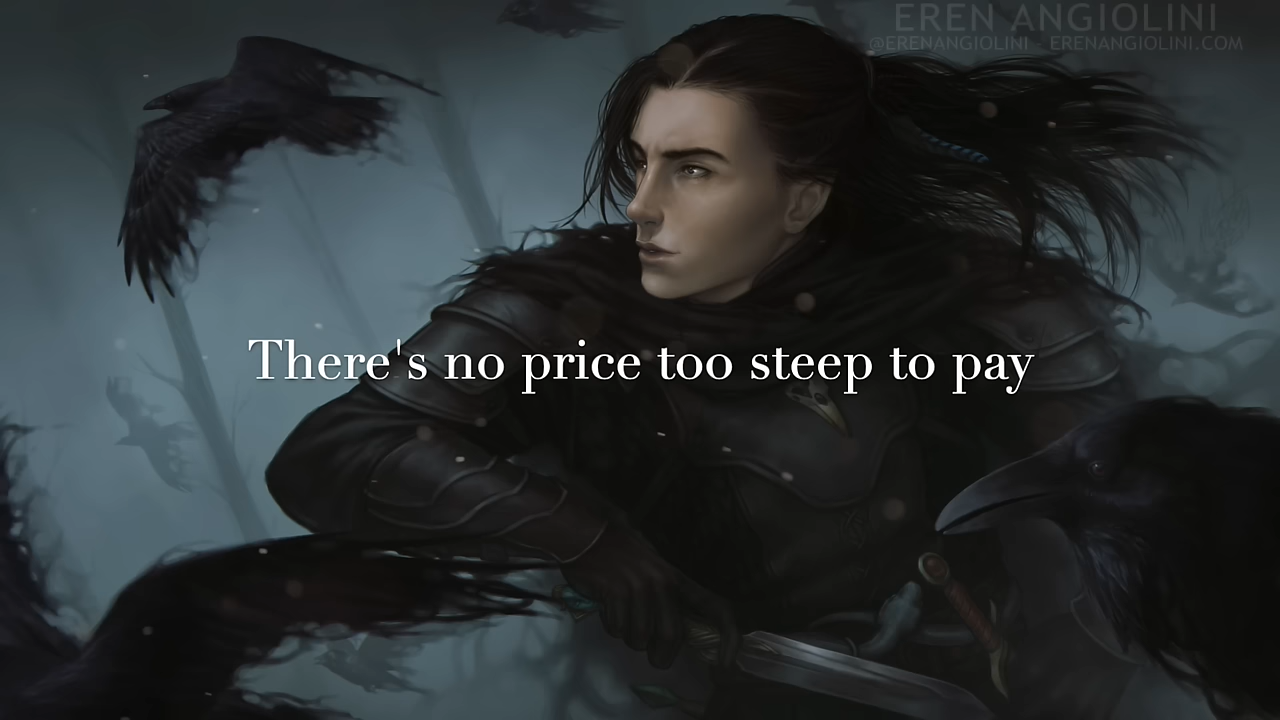 EREN ANGIOLINI
@ERENANGIOLINI - ERENANGIOLINI.COM
There's no price too steep to pay